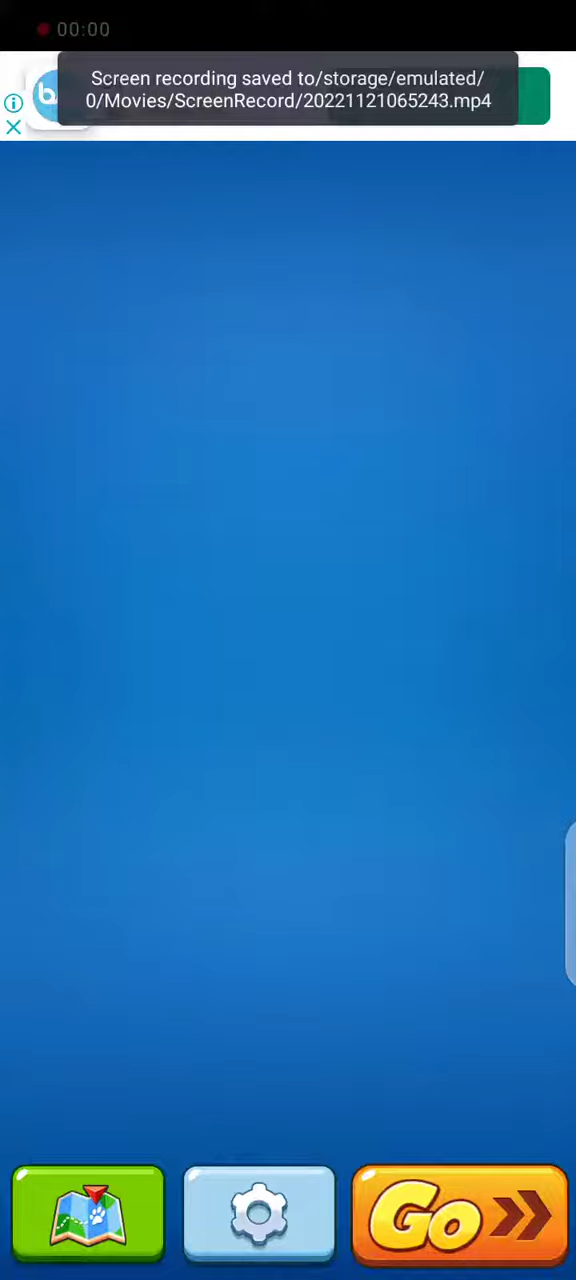 00:00
Screen recording saved to/storage/emulated/
0/Movies/ScreenRecord/20221121065243.mp4
b
Go